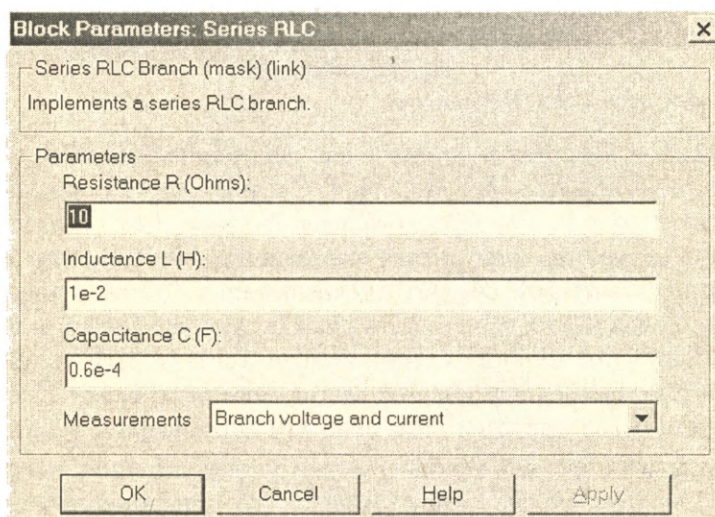 Block Parameters: Series RLC
Series RLC Branch (mask) (link)
Implements a series RLC branch.
Parameters
Resistance R (Ohms):
10
Inductance L (H):
1e-2
Capacitance C (F):
0.6e-4
Measurements Branch voltage and current
OK Cancel Help Apply